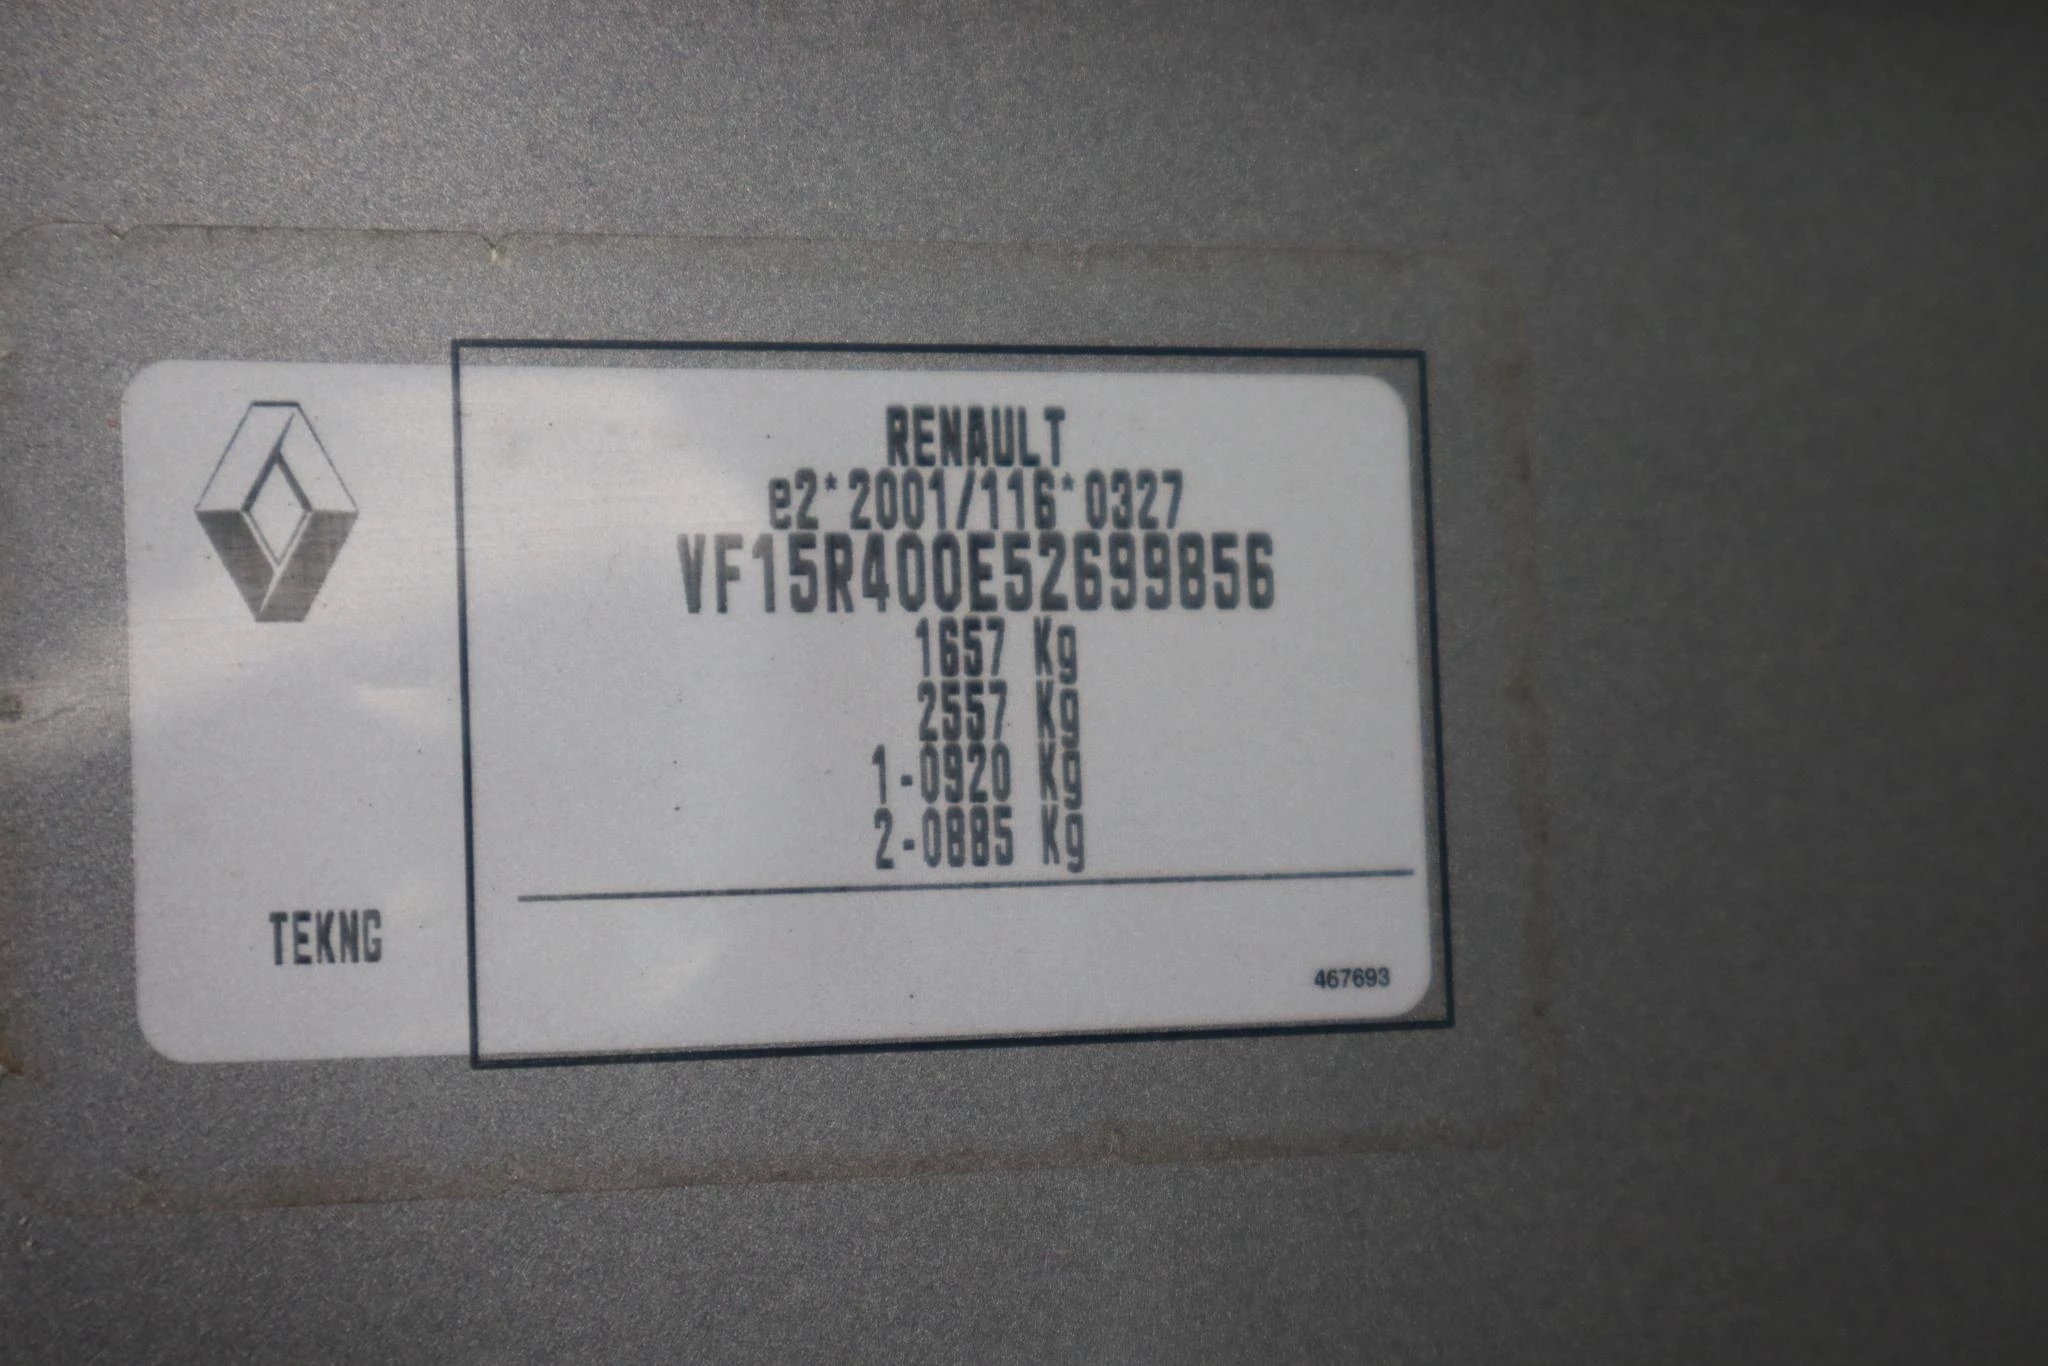 RENAULT
e2*2001/116*0327
VF15R400E52699856
1657 Kg
2557 Kg
1-0920 Kg
2-0885 Kg
TEKNG
467693